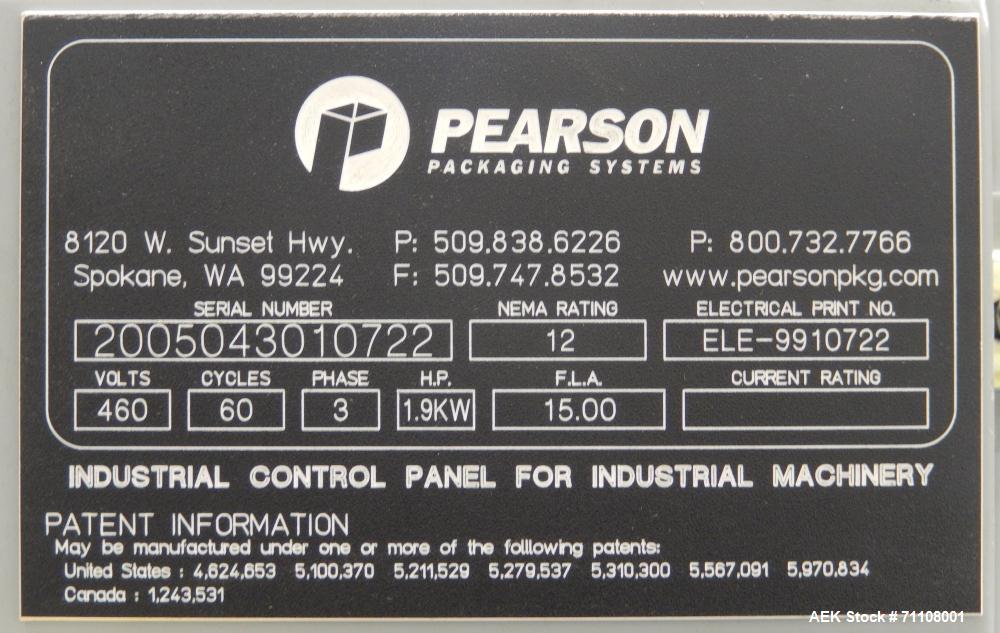 PEARSON
PACKAGING SYSTEMS
8120 W. Sunset Hwy. P: 509.838.6226 P: 800.732.7766
Spokane, WA 99224 F: 509.747.8532 www.pearsonpkg.com
SERIAL NUMBER NEMA RATING ELECTRICAL PRINT NO.
2005043010722 12 ELE-9910722
VOLTS CYCLES PHASE H.P. F.L.A. CURRENT RATING
460 60 3 1.9KW 15.00
INDUSTRIAL CONTROL PANEL FOR INDUSTRIAL MACHINERY
PATENT INFORMATION
May be manufactured under one or more of the folllowing patents:
United States : 4,624,653 5,100,370 5,211,529 5,279,537 5,310,300 5,567,091 5,970,834
Canada : 1,243,531
AEK Stock # 71108001